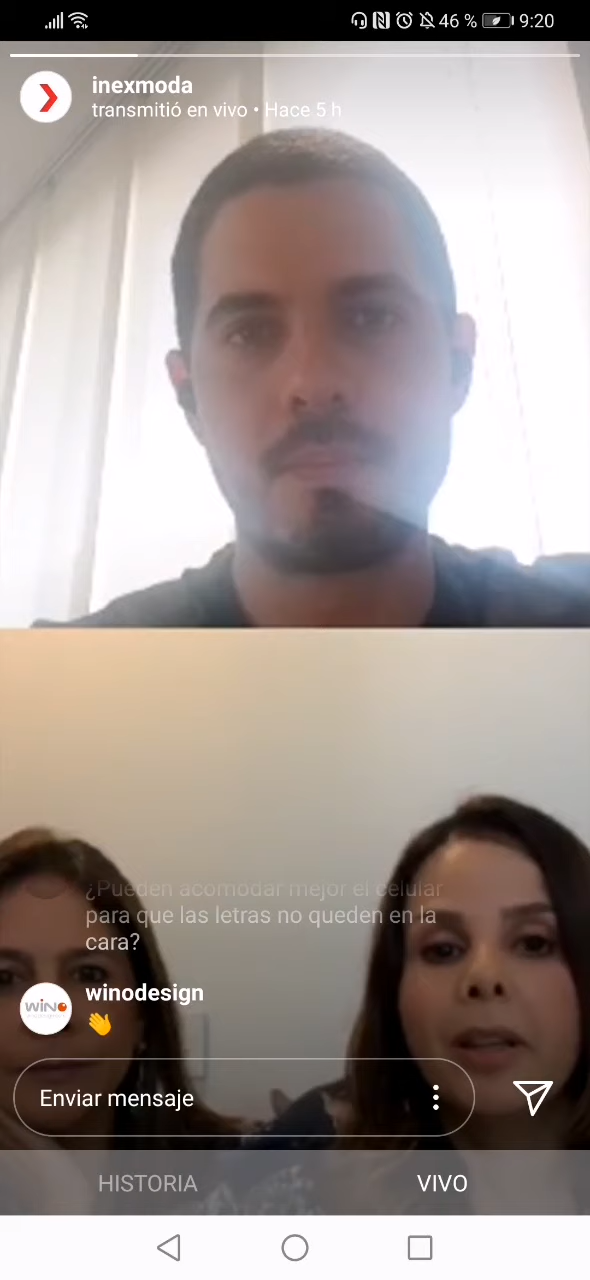 46 % 9:20
inexmoda
transmitió en vivo • Hace 5 h
¿Pueden acomodar mejor el celular
para que las letras no queden en la
cara?
WiNO
winodesign
👋
Enviar mensaje
HISTORIA VIVO